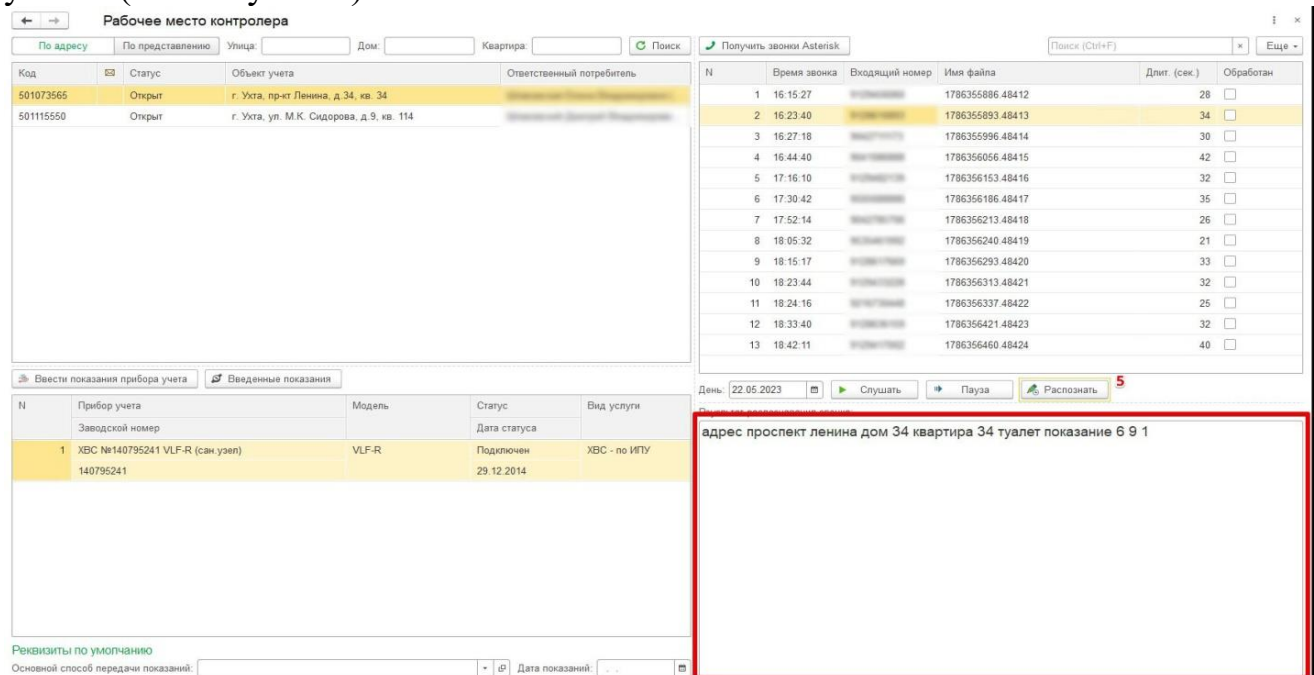 Рабочее место контролера
По адресу По представлению Улица: Дом: Квартира: Поиск
Код Статус Объект учета Ответственный потребитель
501073565 Открыт г. Ухта, пр-кт Ленина, д.34, кв. 34
501115550 Открыт г. Ухта, ул. М.К. Сидорова, д.9, кв. 114
Ввести показания прибора учета Введенные показания
N Прибор учета Модель Статус Вид услуги
Заводской номер Дата статуса
1 ХВС №140795241 VLF-R (сан.узел) VLF-R Подключен ХВС - по ИПУ
140795241 29.12.2014
Реквизиты по умолчанию
Основной способ передачи показаний: Дата показаний: . .
Получить звонки Asterisk Поиск (Ctrl+F) × Еще
N Время звонка Входящий номер Имя файла Длит. (сек.) Обработан
1 16:15:27 1786355886.48412 28
2 16:23:40 1786355893.48413 34
3 16:27:18 1786355996.48414 30
4 16:44:40 1786356056.48415 42
5 17:16:10 1786356153.48416 32
6 17:30:42 1786356186.48417 35
7 17:52:14 1786356213.48418 26
8 18:05:32 1786356240.48419 21
9 18:15:17 1786356293.48420 33
10 18:23:44 1786356313.48421 32
11 18:24:16 1786356337.48422 25
12 18:33:40 1786356421.48423 32
13 18:42:11 1786356460.48424 40
День: 22.05.2023 Слушать Пауза Распознать 5
адрес проспект ленина дом 34 квартира 34 туалет показание 6 9 1